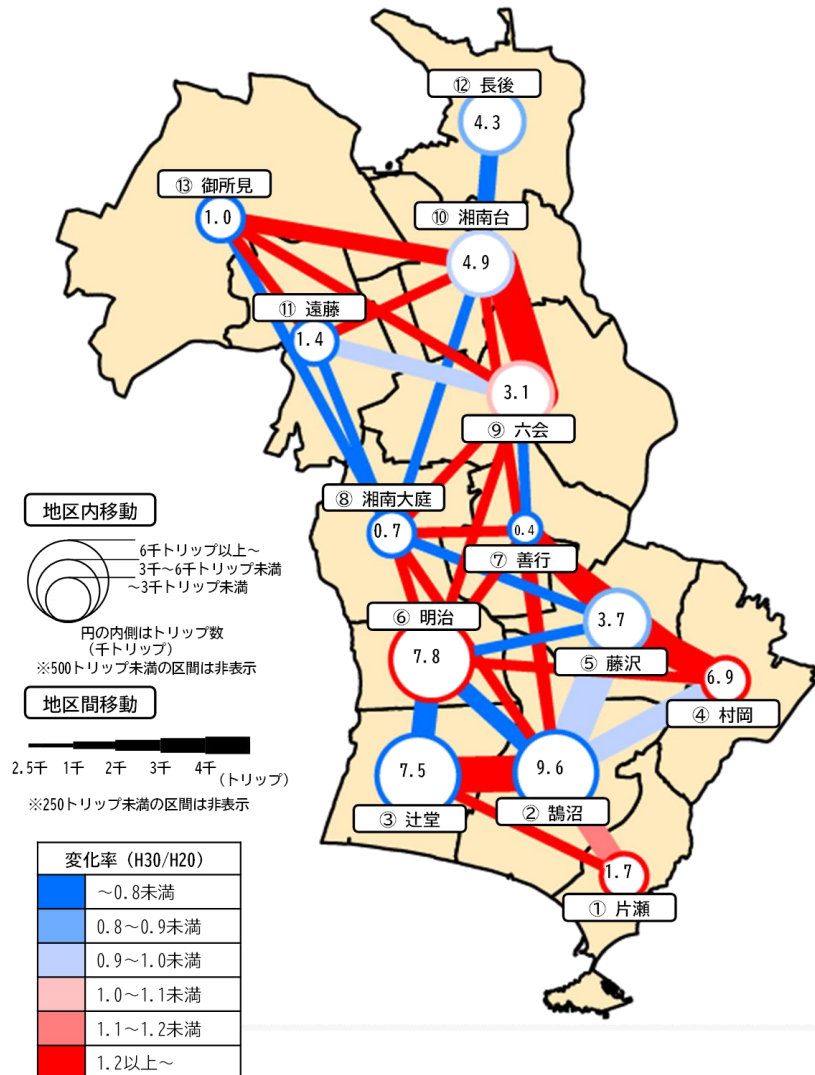 ⑫ 長後
4.3
⑬ 御所見
1.0
⑩ 湘南台
4.9
⑪ 遠藤
1.4
3.1
⑨ 六会
⑧ 湘南大庭
0.7
0.4
⑦ 善行
⑥ 明治
7.8
3.7
⑤ 藤沢
6.9
④ 村岡
7.5
③ 辻堂
9.6
② 鵠沼
1.7
① 片瀬
地区内移動
6千トリップ以上~
3千~6千トリップ未満
~3千トリップ未満
円の内側はトリップ数
(千トリップ)
※500トリップ未満の区間は非表示
地区間移動
2.5千 1千 2千 3千 4千 (トリップ)
※250トリップ未満の区間は非表示
変化率 (H30/H20)
~0.8未満
0.8~0.9未満
0.9~1.0未満
1.0~1.1未満
1.1~1.2未満
1.2以上~